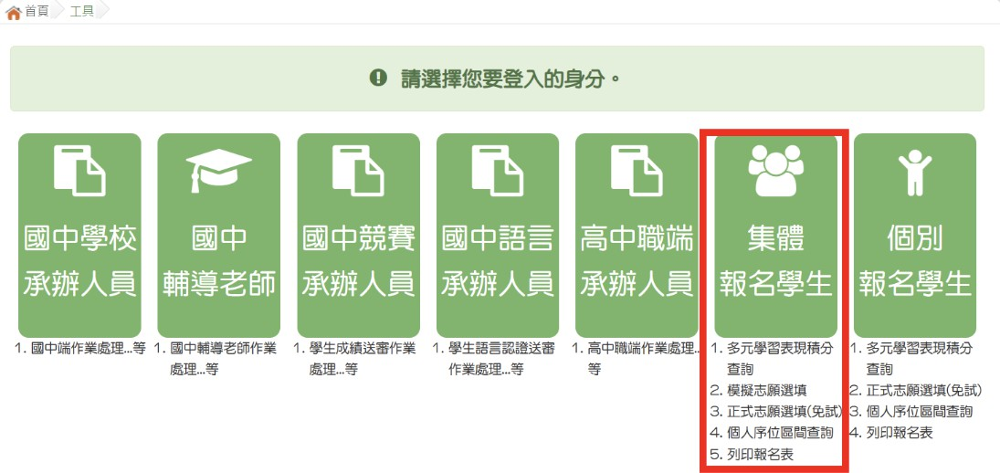 首頁 工具
請選擇您要登入的身分。
國中學校
承辦人員
1. 國中端作業處理...等
國中
輔導老師
1. 國中輔導老師作業
處理...等
國中競賽
承辦人員
1. 學生成績送審作業
處理...等
國中語言
承辦人員
1. 學生語言認證送審
作業處理...等
高中職端
承辦人員
1. 高中職端作業處理...
等
集體
報名學生
1. 多元學習表現積分
查詢
2. 模擬志願選填
3. 正式志願選填(免試)
4. 個人序位區間查詢
5. 列印報名表
個別
報名學生
1. 多元學習表現積分
查詢
2. 正式志願選填(免試)
3. 個人序位區間查詢
4. 列印報名表